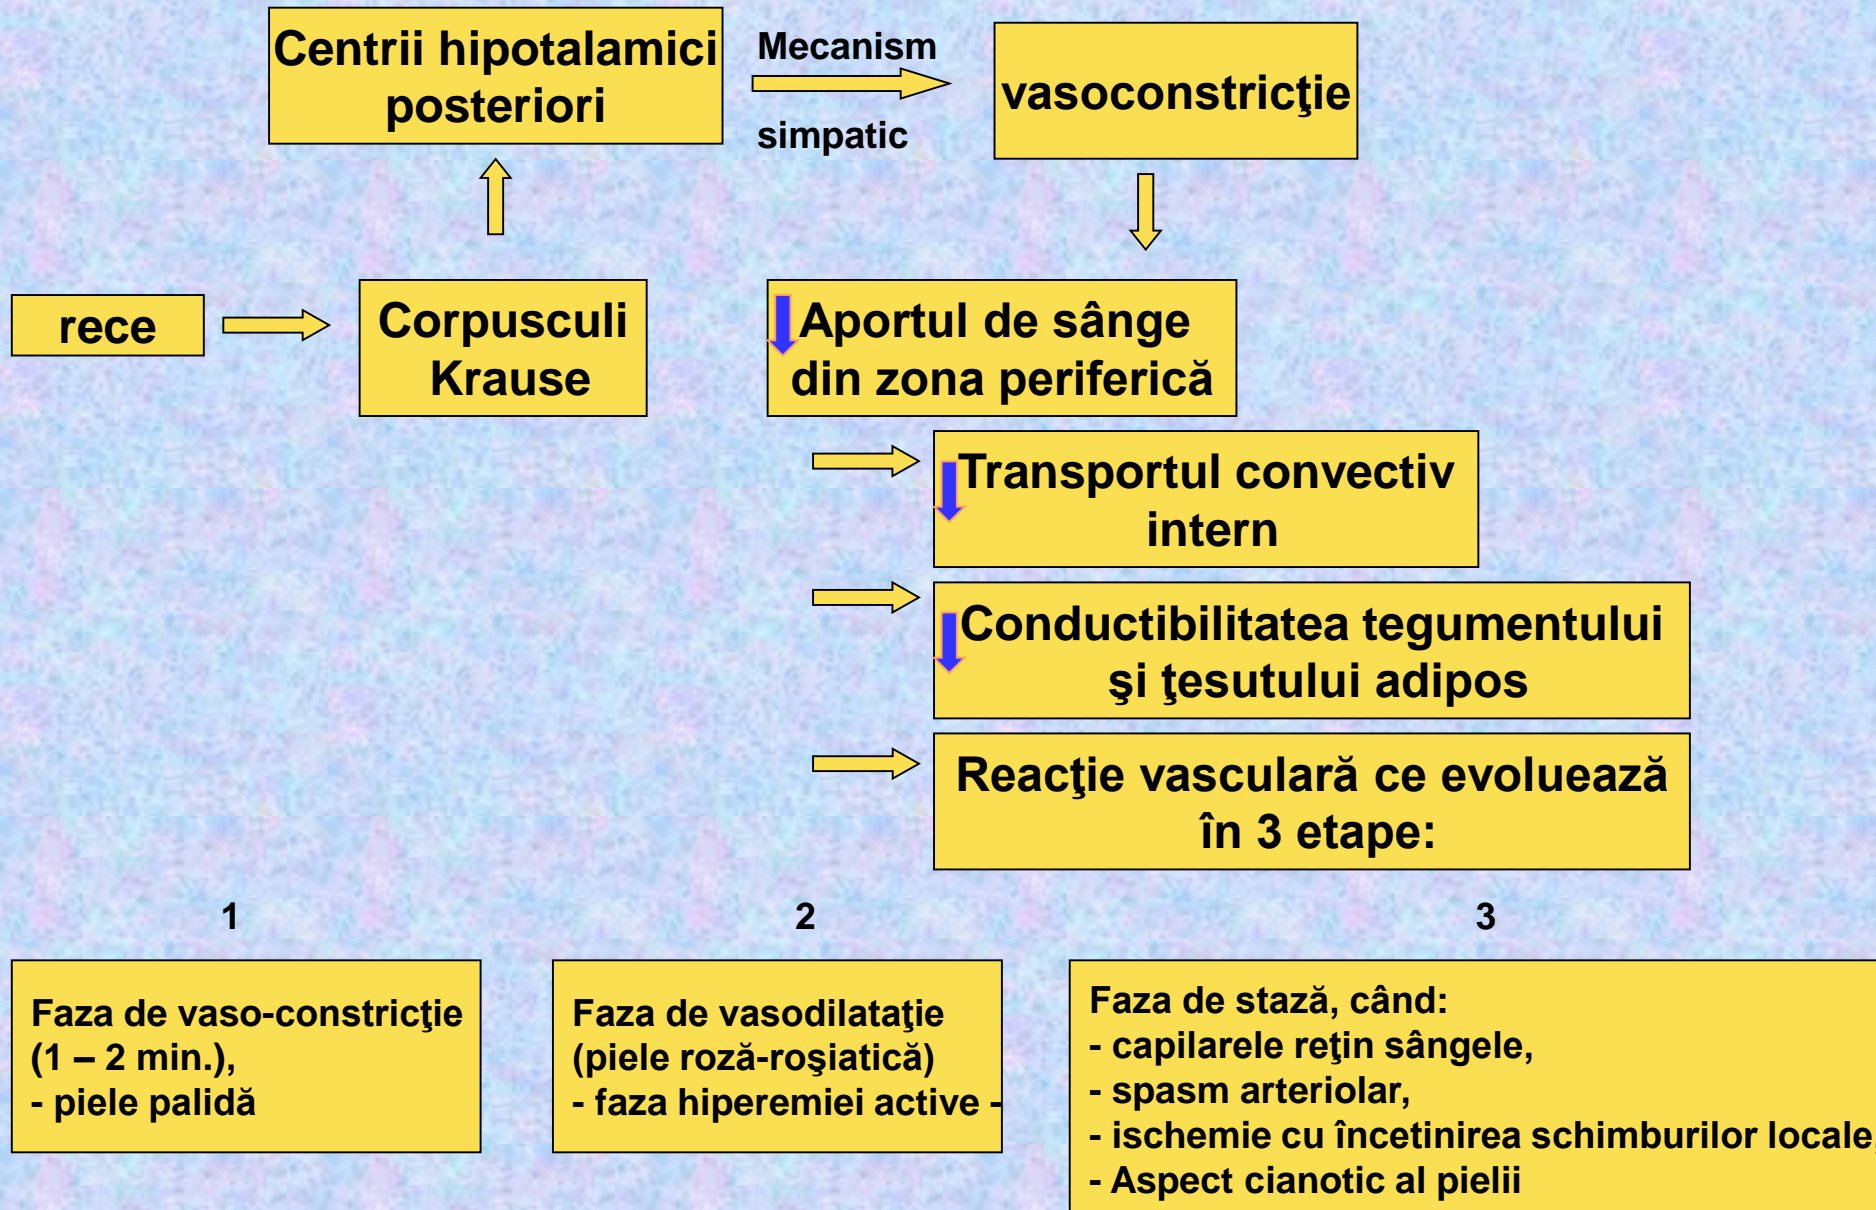 Centrii hipotalamici
posteriori
Mecanism
simpatic
vasoconstricţie
rece
Corpusculi
Krause
Aportul de sânge
din zona periferică
Transportul convectiv
intern
Conductibilitatea tegumentului
şi ţesutului adipos
Reacţie vasculară ce evoluează
în 3 etape:
1
2
3
Faza de vaso-constricţie
(1 – 2 min.),
- piele palidă
Faza de vasodilataţie
(piele roză-roşiatică)
- faza hiperemiei active -
Faza de stază, când:
- capilarele reţin sângele,
- spasm arteriolar,
- ischemie cu încetinirea schimburilor locale,
- Aspect cianotic al pielii